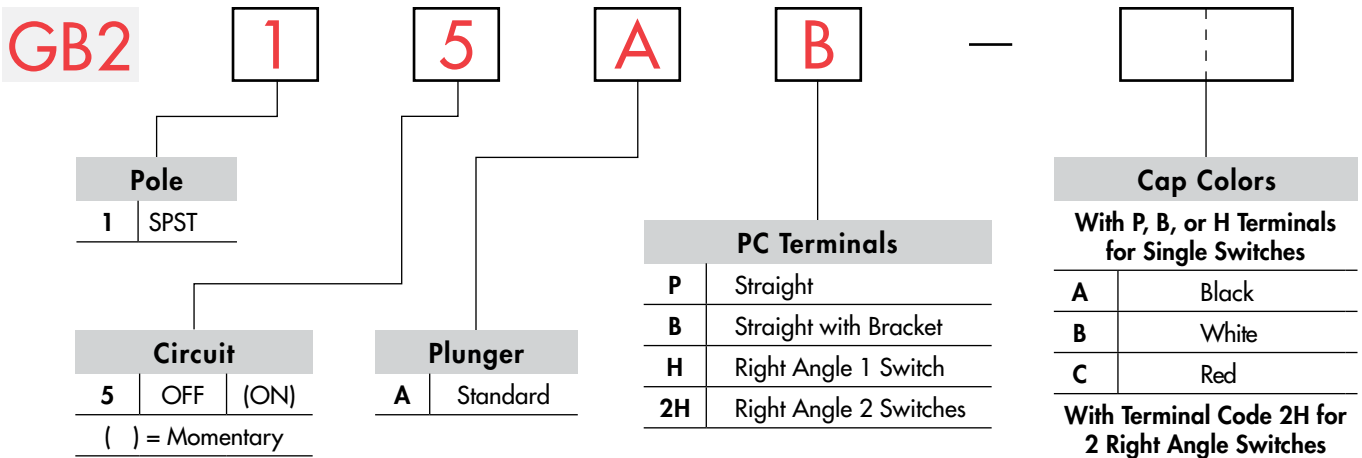 GB2 1 5 A B —
Pole
1 SPST
Circuit
5 OFF (ON)
( ) = Momentary
Plunger
A Standard
PC Terminals
P Straight
B Straight with Bracket
H Right Angle 1 Switch
2H Right Angle 2 Switches
Cap Colors
With P, B, or H Terminals
for Single Switches
A Black
B White
C Red
With Terminal Code 2H for
2 Right Angle Switches